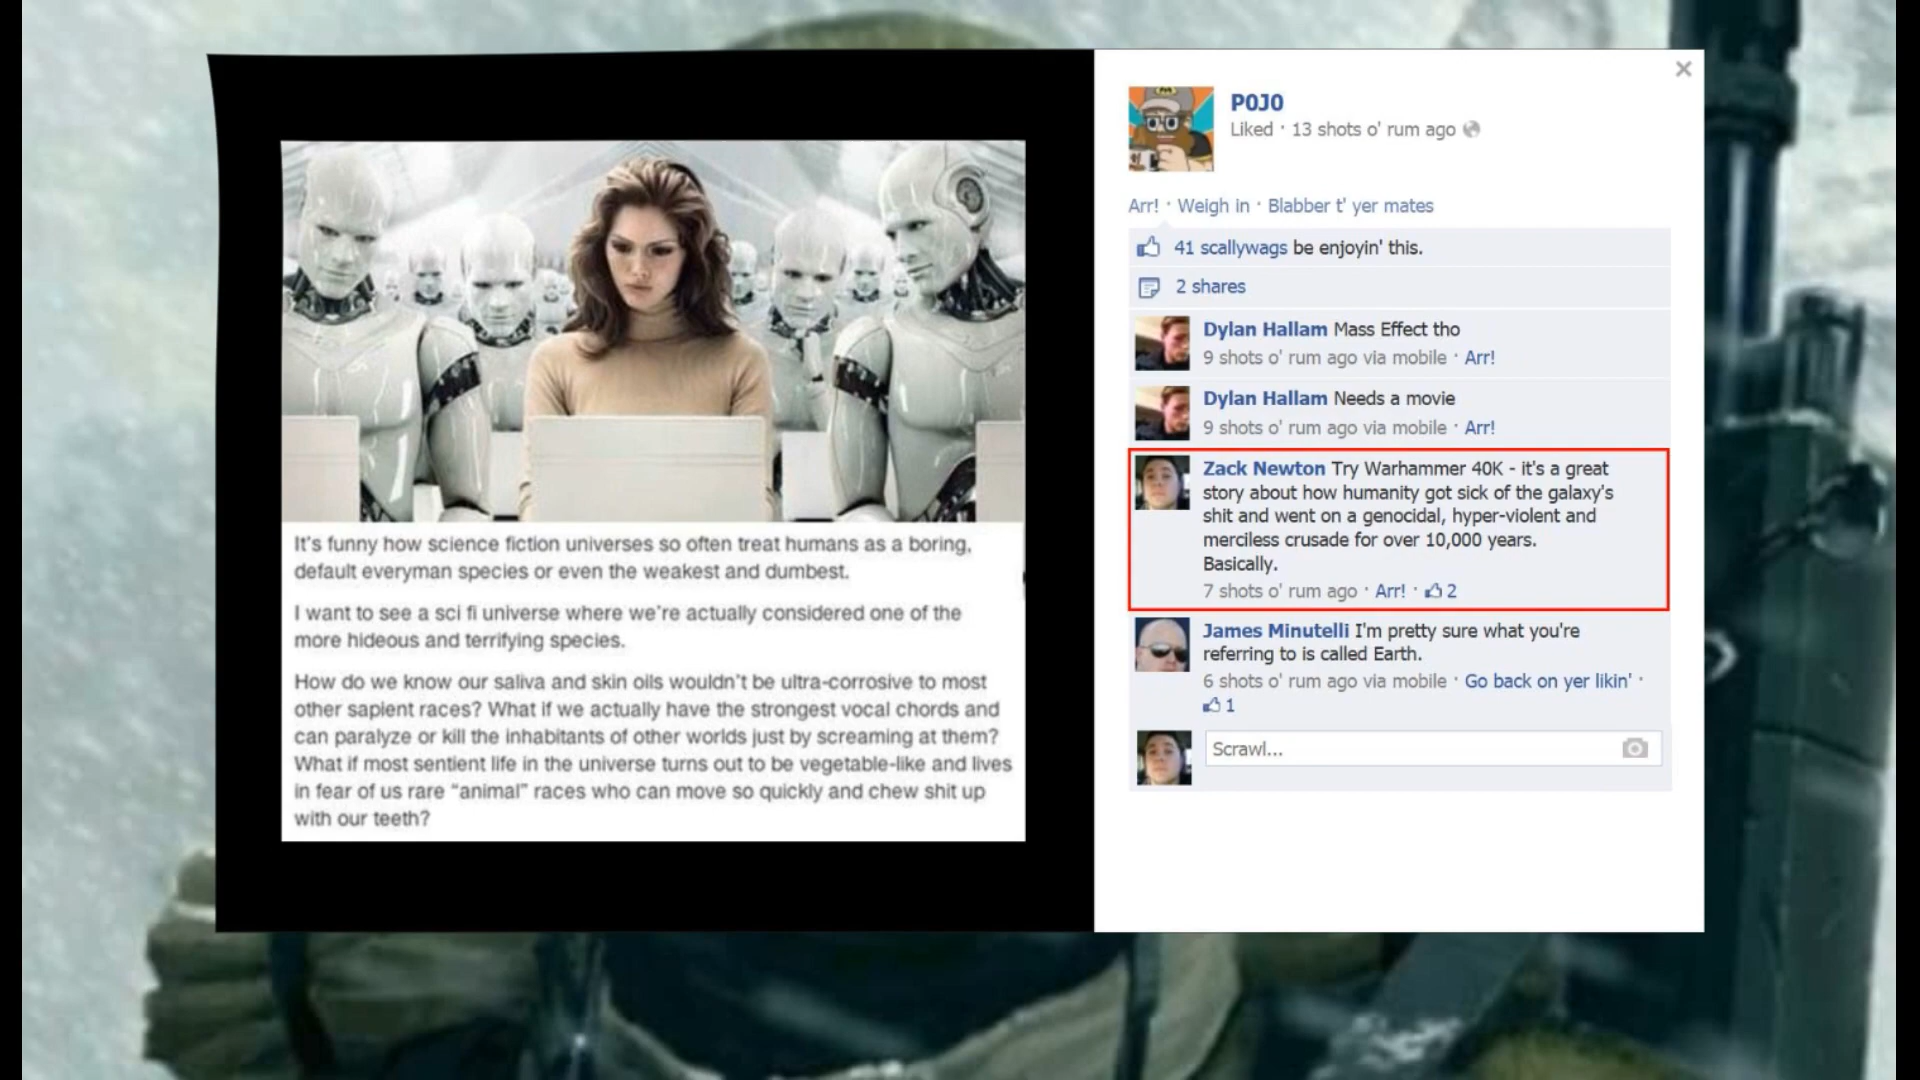 It's funny how science fiction universes so often treat humans as a boring,
default everyman species or even the weakest and dumbest.
I want to see a sci fi universe where we're actually considered one of the
more hideous and terrifying species.
How do we know our saliva and skin oils wouldn't be ultra-corrosive to most
other sapient races? What if we actually have the strongest vocal chords and
can paralyze or kill the inhabitants of other worlds just by screaming at them?
What if most sentient life in the universe turns out to be vegetable-like and lives
in fear of us rare “animal” races who can move so quickly and chew shit up
with our teeth?
P0J0
Liked · 13 shots o' rum ago
Arr! · Weigh in · Blabber t' yer mates
41 scallywags be enjoyin' this.
2 shares
Dylan Hallam Mass Effect tho
9 shots o' rum ago via mobile · Arr!
Dylan Hallam Needs a movie
9 shots o' rum ago via mobile · Arr!
Zack Newton Try Warhammer 40K - it's a great
story about how humanity got sick of the galaxy's
shit and went on a genocidal, hyper-violent and
merciless crusade for over 10,000 years.
Basically.
7 shots o' rum ago · Arr! · 2
James Minutelli I'm pretty sure what you're
referring to is called Earth.
6 shots o' rum ago via mobile · Go back on yer likin' ·
1
Scrawl...